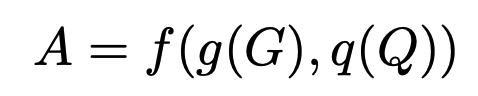 A = f(g(G), q(Q))